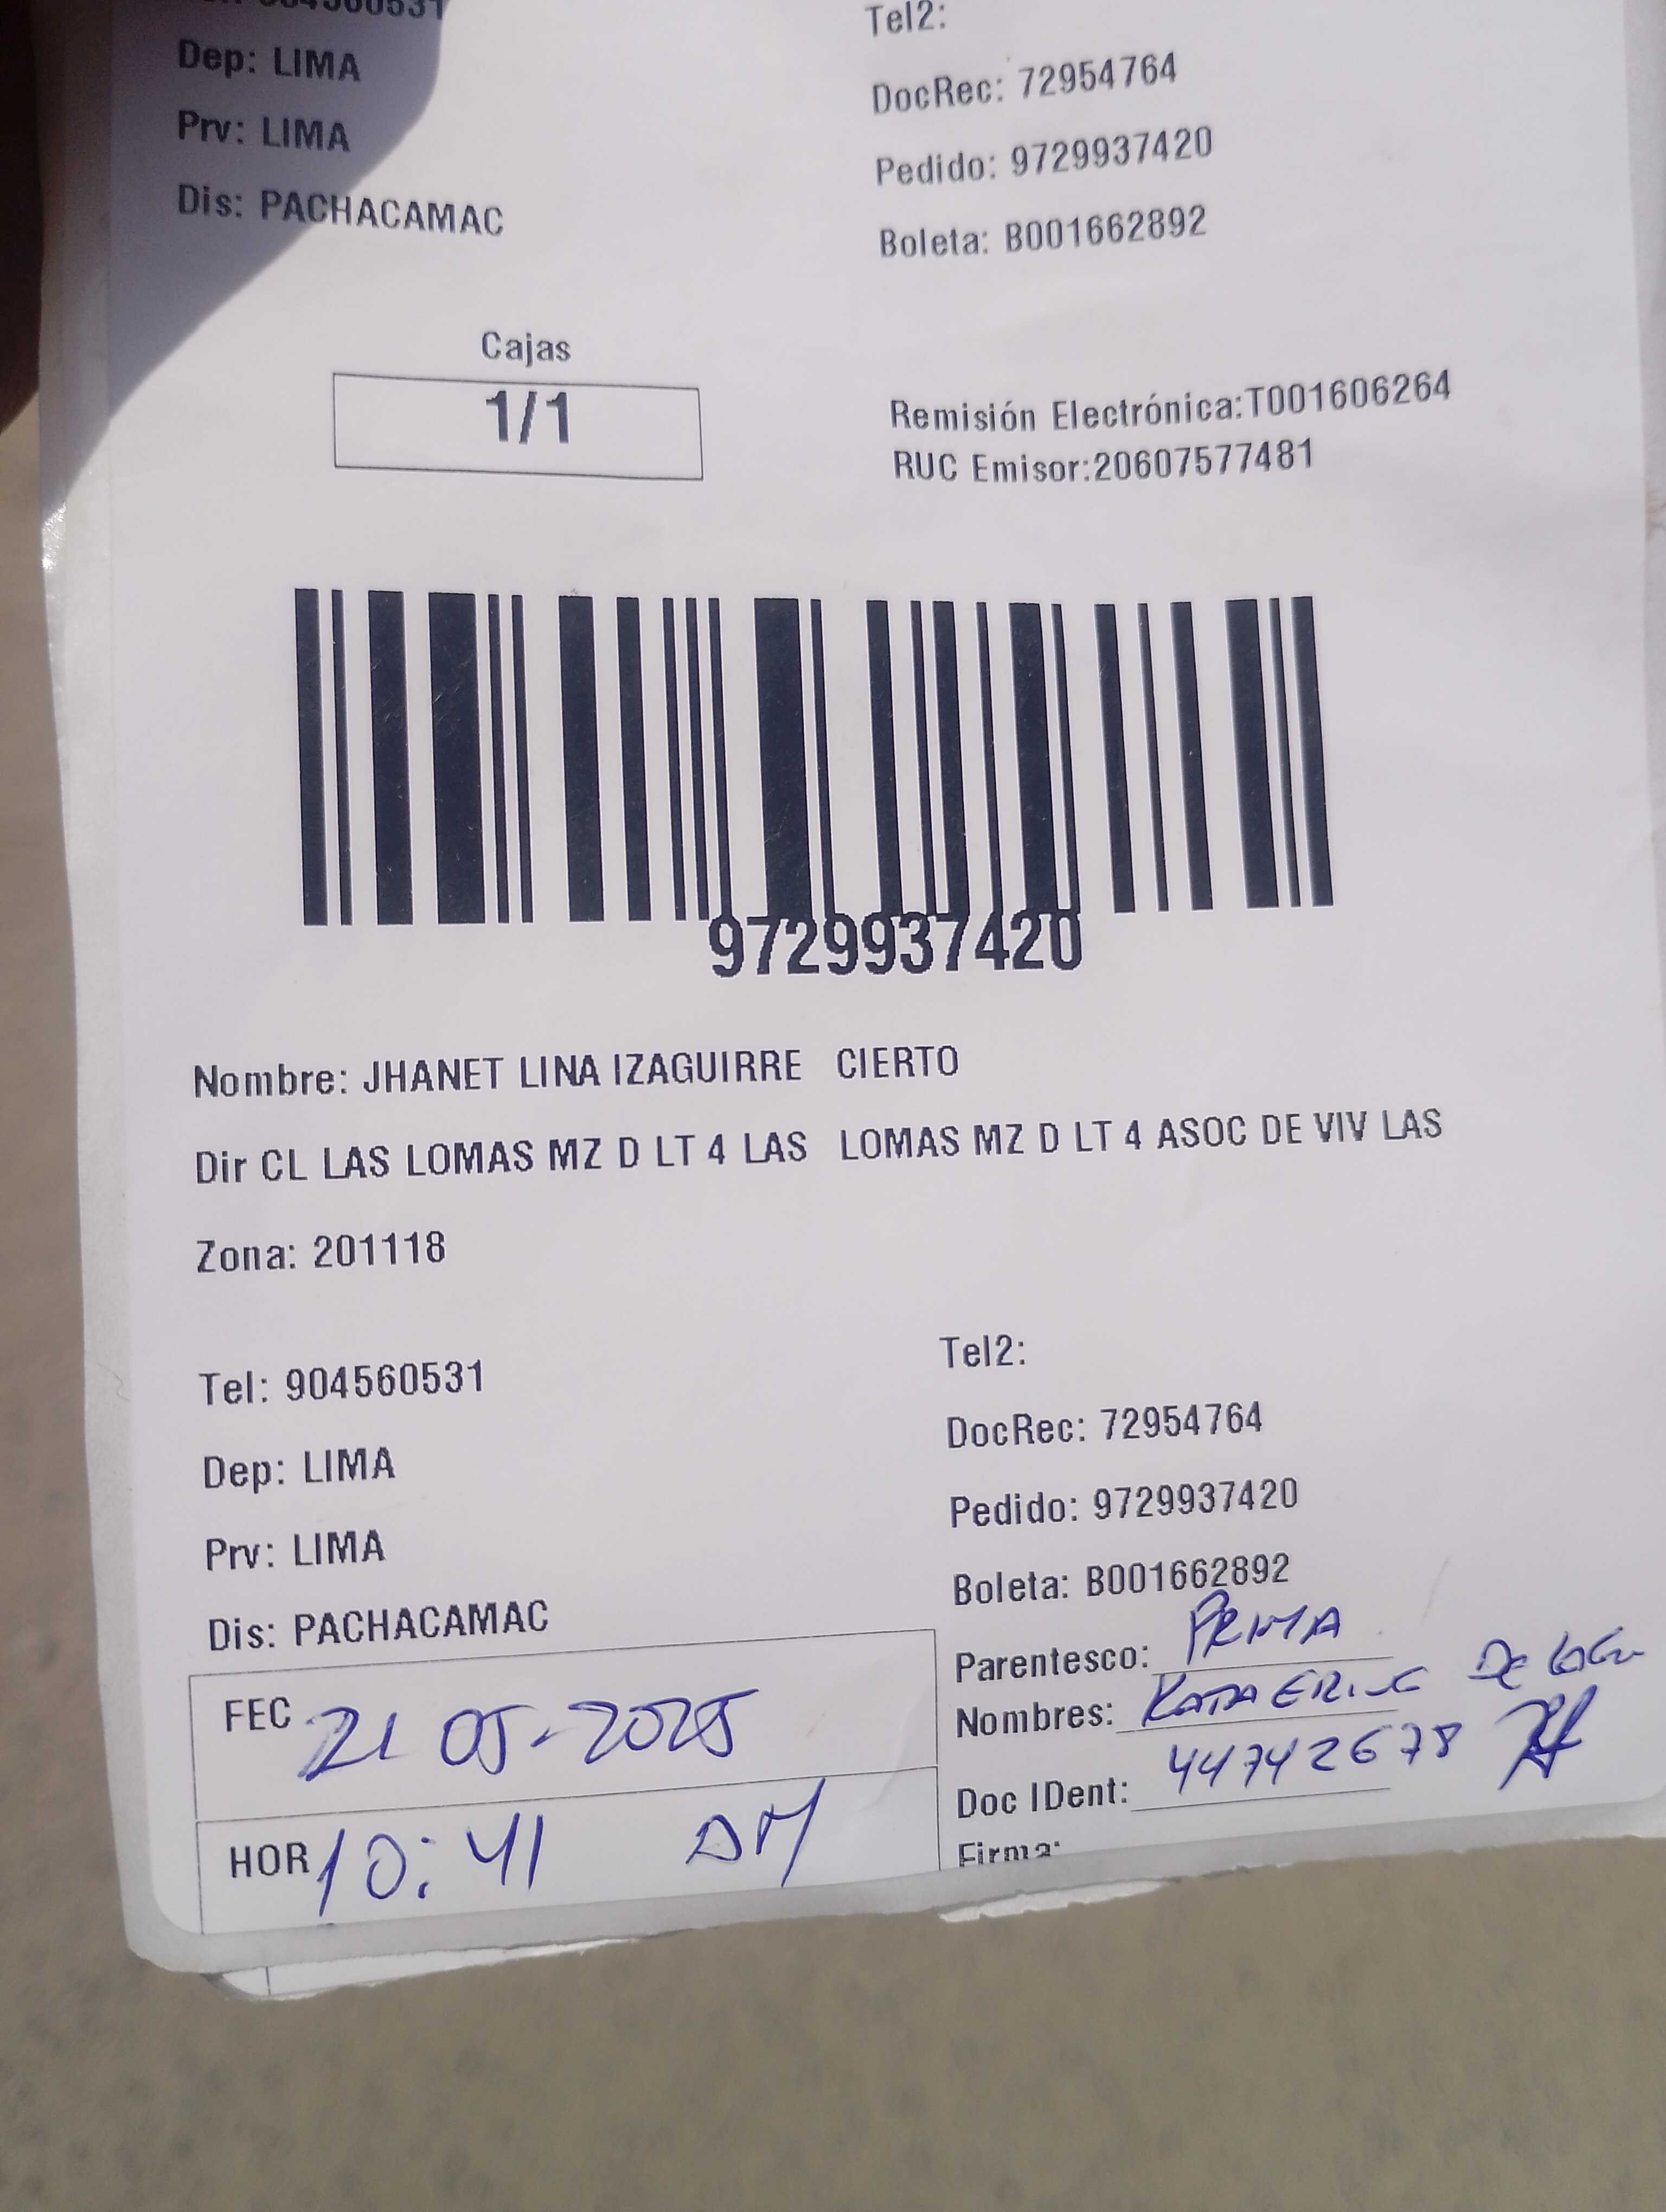 Tel2:
Dep: LIMA
DocRec: 72954764
Prv: LIMA
Pedido: 9729937420
Dis: PACHACAMAC
Boleta: B001662892
Cajas
1/1
Remisión Electrónica:T001606264
RUC Emisor:20607577481
9729937420
Nombre: JHANET LINA IZAGUIRRE CIERTO
Dir CL LAS LOMAS MZ D LT 4 LAS LOMAS MZ D LT 4 ASOC DE VIV LAS
Zona: 201118
Tel: 904560531
Tel2:
Dep: LIMA
DocRec: 72954764
Prv: LIMA
Pedido: 9729937420
Dis: PACHACAMAC
Boleta: B001662892
Parentesco: PRIMA
FEC 21 05-2025
Nombres: De
Doc IDent: 44742678
HOR 10:41 AM
Firma: